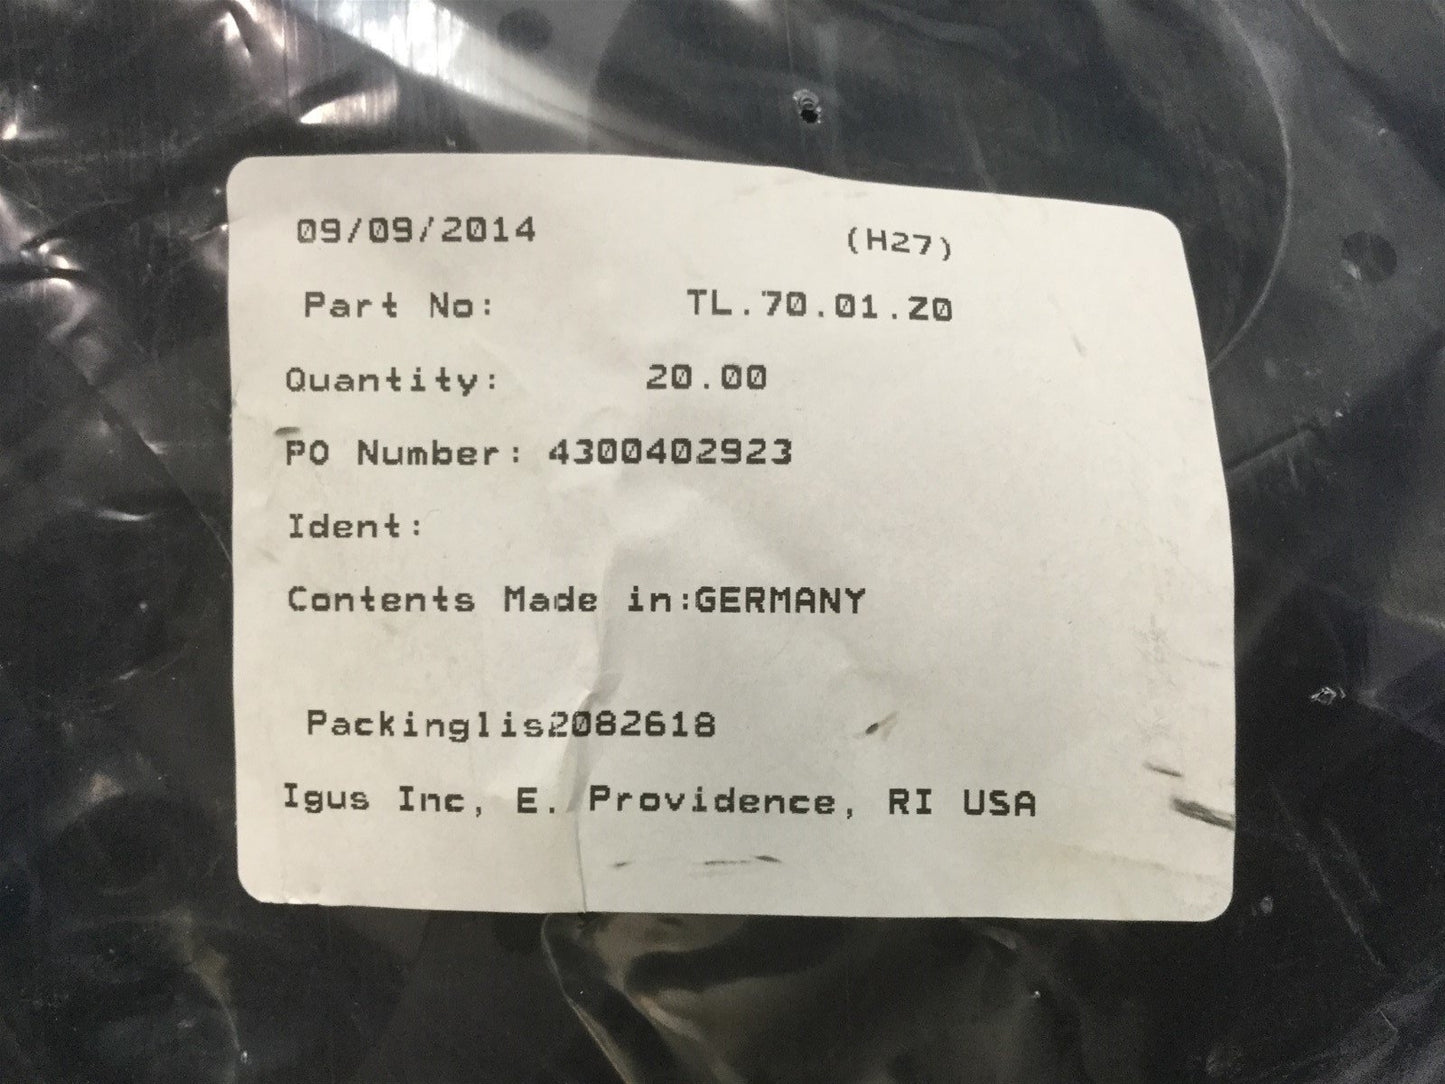 09/09/2014 (H27)
Part No: TL.70.01.Z0
Quantity: 20.00
PO Number: 4300402923
Ident:
Contents Made in:GERMANY
Packinglis2082618
Igus Inc, E. Providence, RI USA